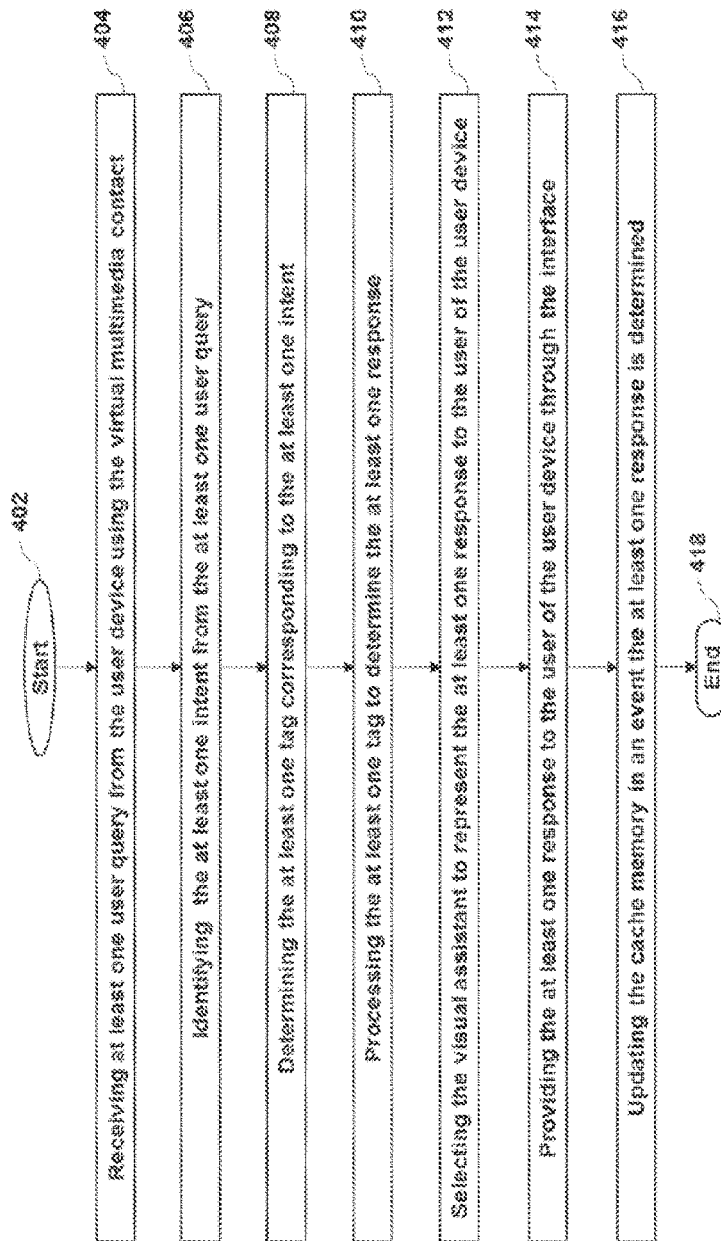 Start
402
Receiving at least one user query from the user device using the virtual multimedia contact
404
Identifying the at least one intent from the at least one user query
406
Determining the at least one tag corresponding to the at least one intent
408
Processing the at least one tag to determine the at least one response
410
Selecting the visual assistant to represent the at least one response to the user of the user device
412
Providing the at least one response to the user of the user device through the interface
414
Updating the cache memory in an event the at least one response is determined
416
End
418